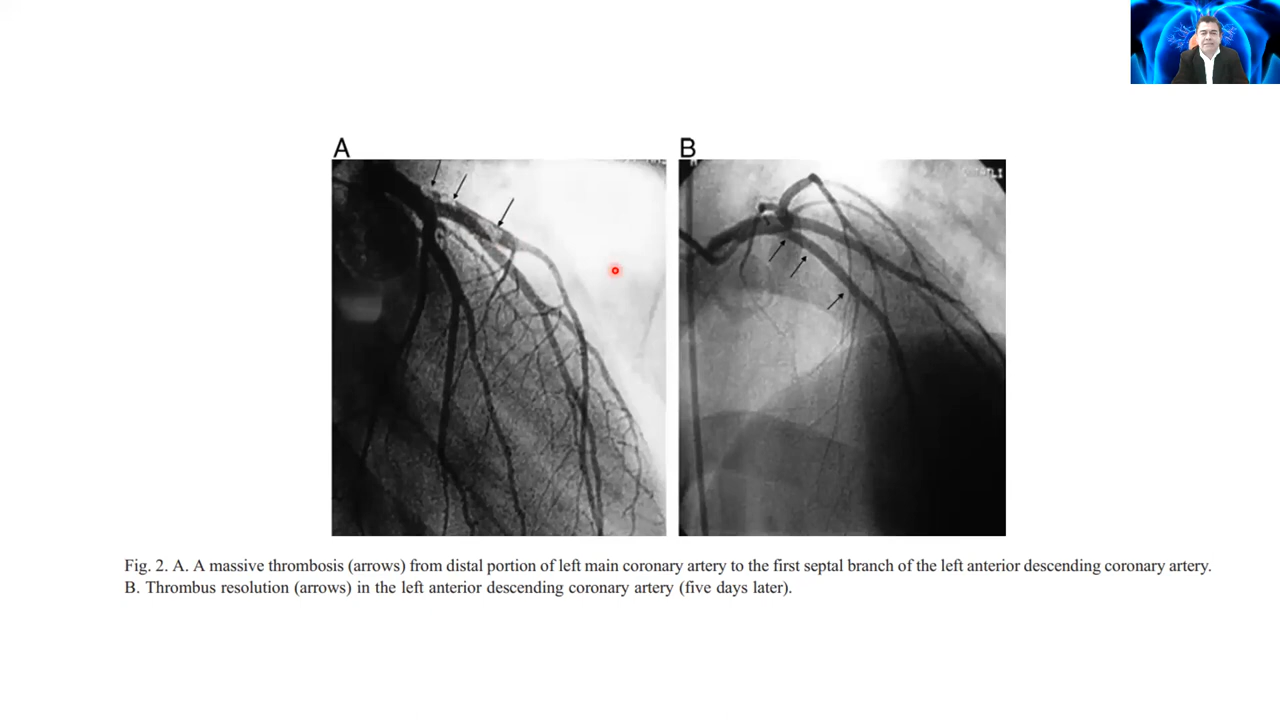 A
B
Fig. 2. A. A massive thrombosis (arrows) from distal portion of left main coronary artery to the first septal branch of the left anterior descending coronary artery.
B. Thrombus resolution (arrows) in the left anterior descending coronary artery (five days later).